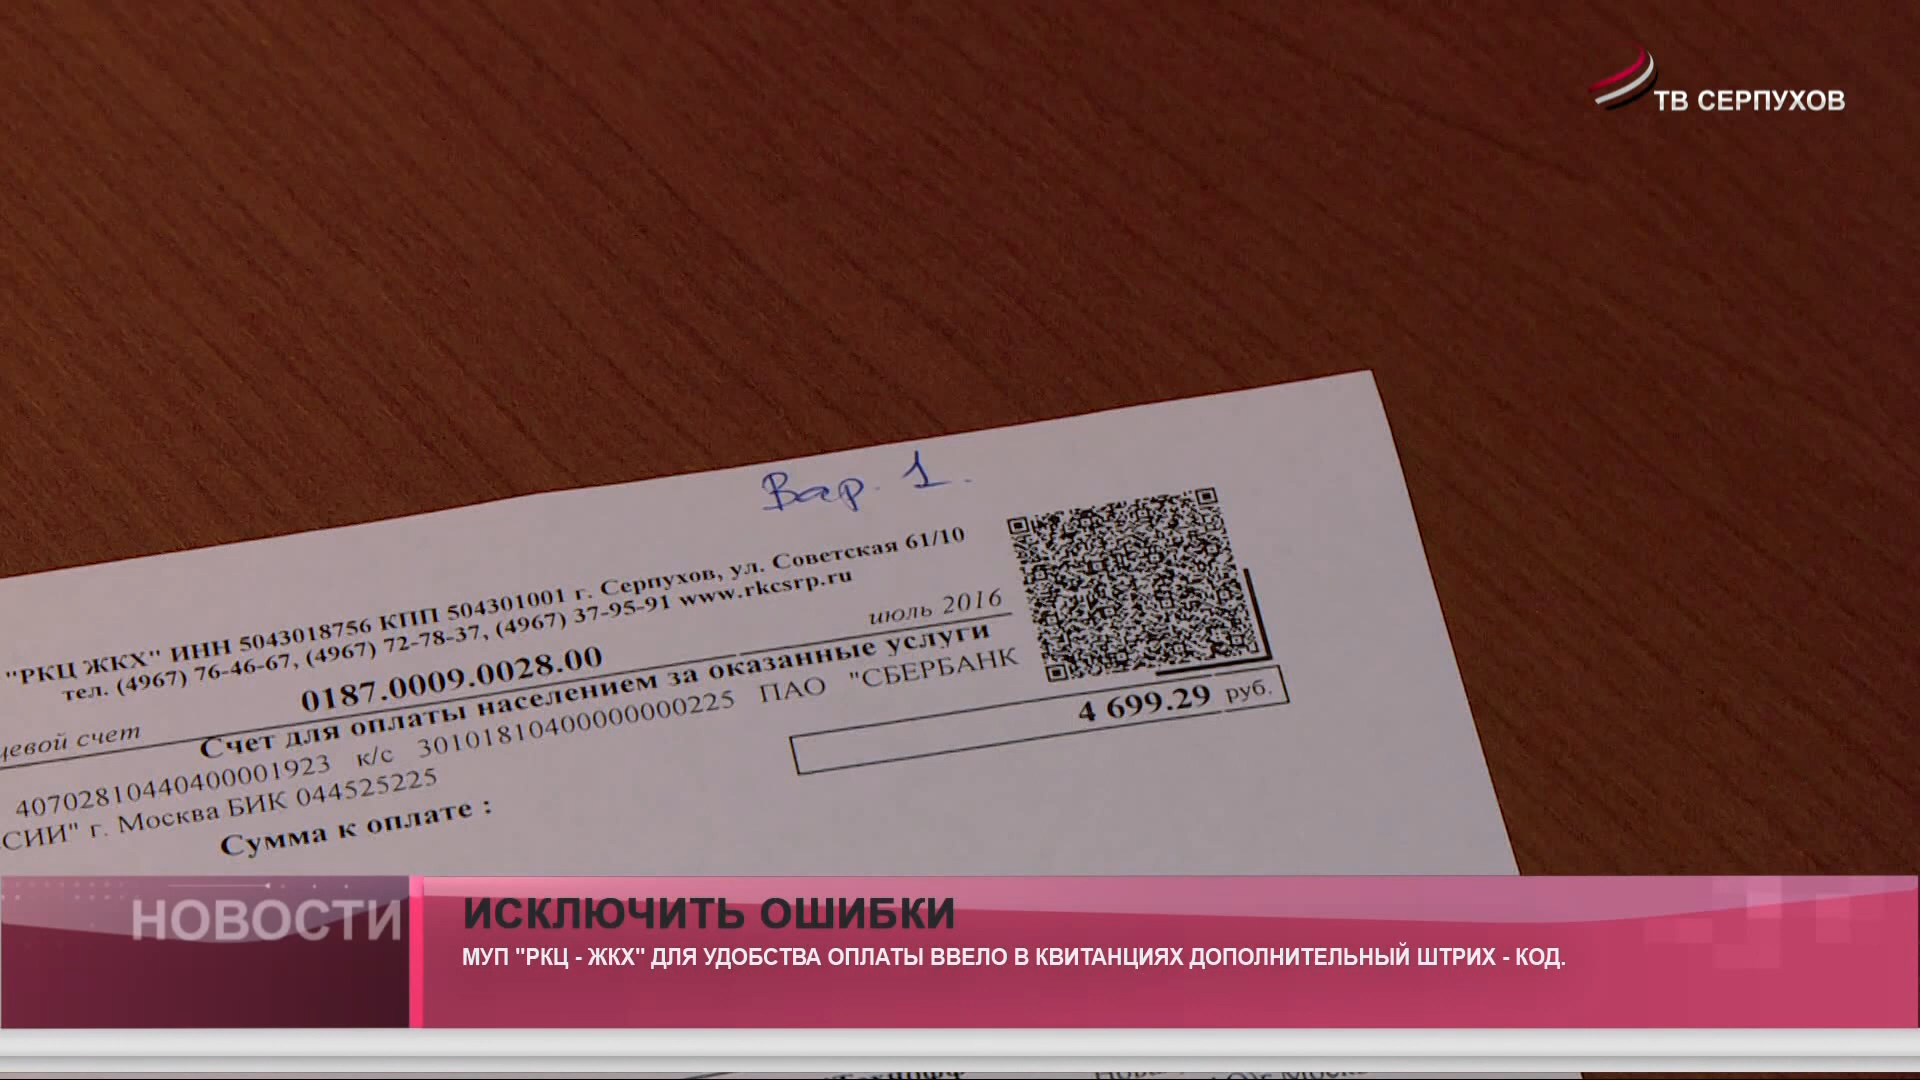 ТВ СЕРПУХОВ
Вар. 1.
"РКЦ ЖКХ" ИНН 5043018756 КПП 504301001 г. Серпухов, ул. Советская 61/10
тел. (4967) 76-46-67, (4967) 72-78-37, (4967) 37-95-91 www.rkcsrp.ru
цевой счет 0187.0009.0028.00 июль 2016
Счет для оплаты населением за оказанные услуги
40702810440400001923 к/с 30101810400000000225 ПАО "СБЕРБАНК
СИИ" г. Москва БИК 044525225
Сумма к оплате : 4 699.29 руб.
НОВОСТИ
ИСКЛЮЧИТЬ ОШИБКИ
МУП "РКЦ - ЖКХ" ДЛЯ УДОБСТВА ОПЛАТЫ ВВЕЛО В КВИТАНЦИЯХ ДОПОЛНИТЕЛЬНЫЙ ШТРИХ - КОД.